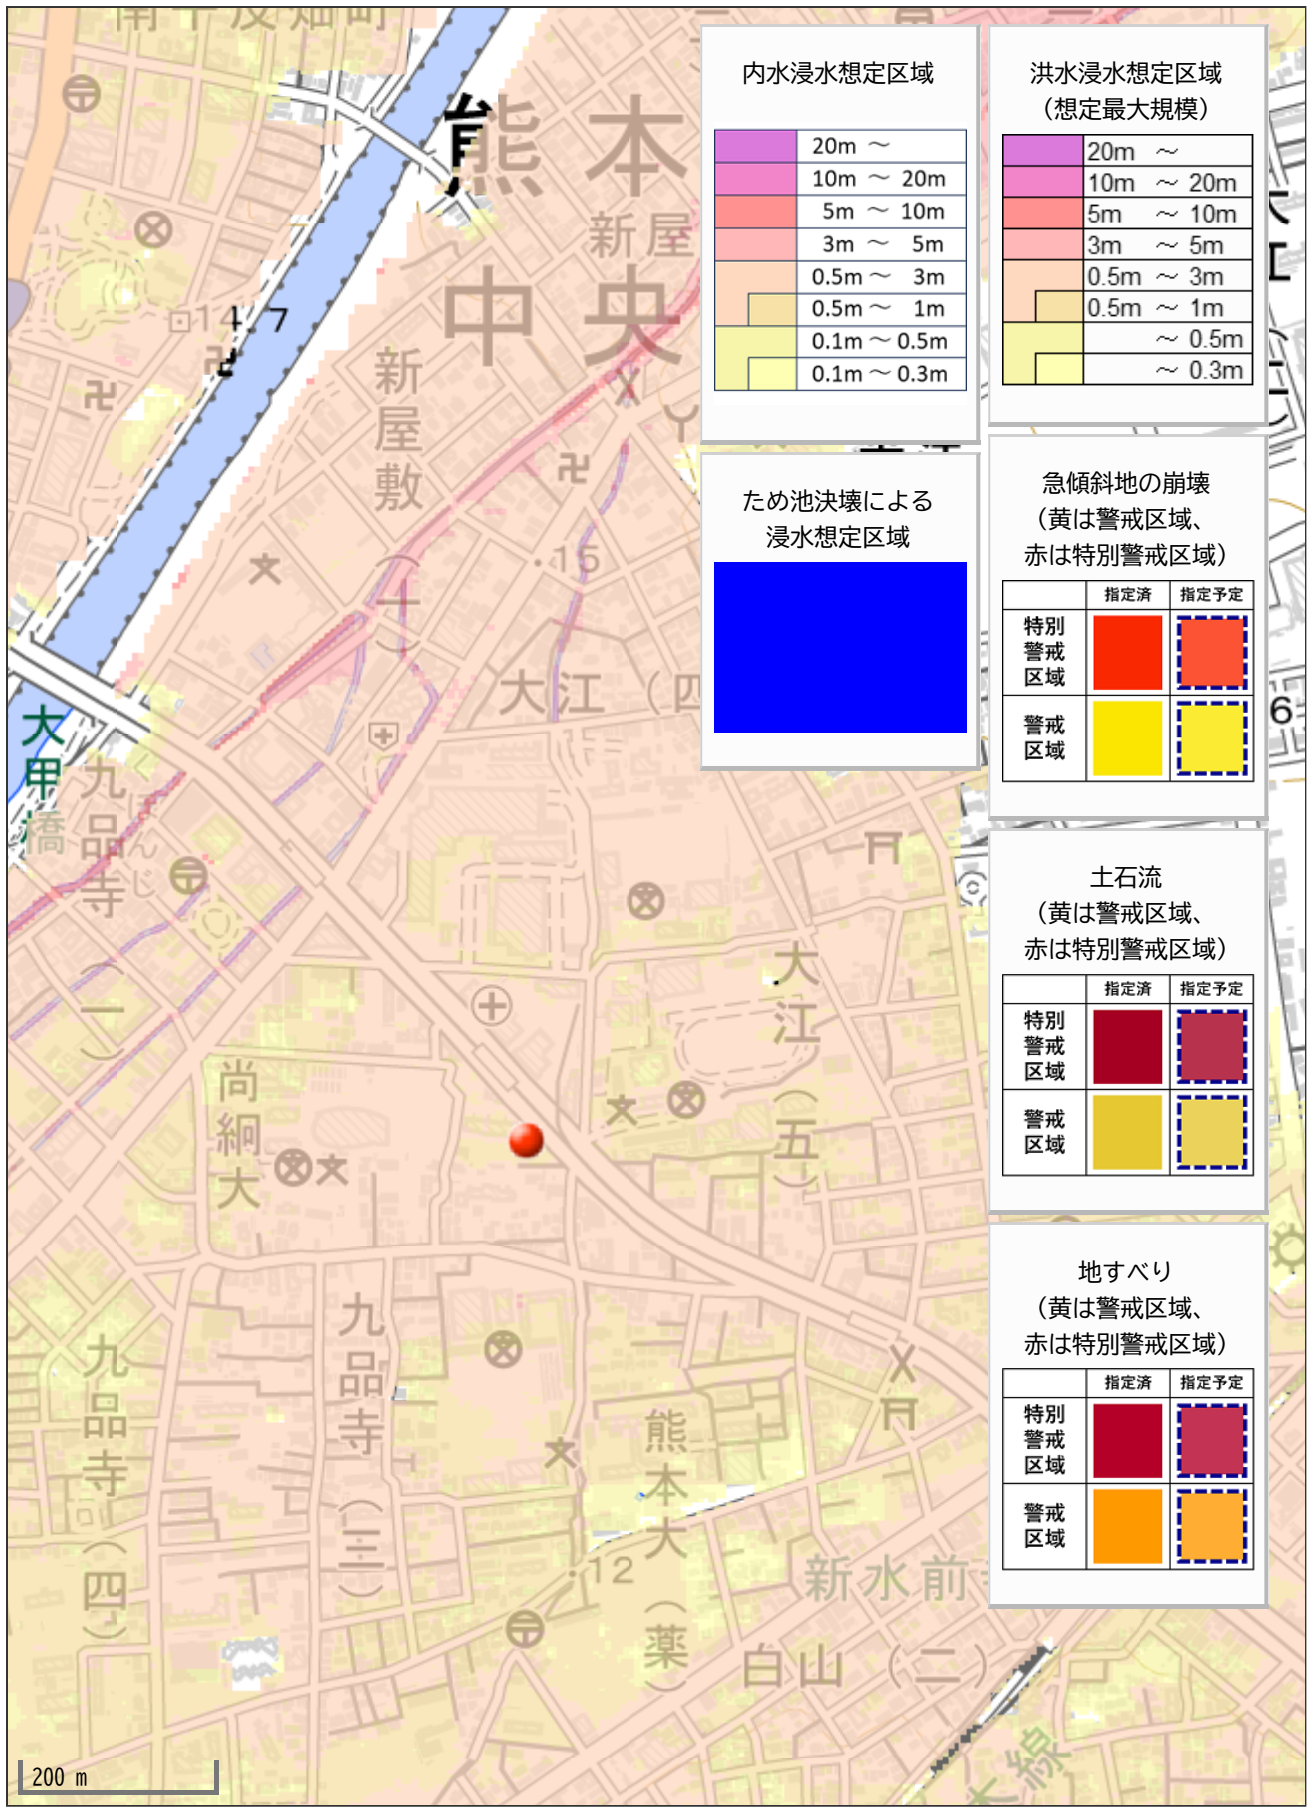 熊本
中央
新屋
新屋敷
（一）
17
14
.15
大江（四
大甲橋
九品寺
（一）
ぼんじ
大江
（五）
尚絅大
九品寺
（三）
九品寺
（四）
熊本大
（薬）
.12
新水前
白山（二）
線
6
200 m
内水浸水想定区域
20m ～
10m ～ 20m
5m ～ 10m
3m ～ 5m
0.5m ～ 3m
0.5m ～ 1m
0.1m ～ 0.5m
0.1m ～ 0.3m
洪水浸水想定区域
（想定最大規模）
20m ～
10m ～ 20m
5m ～ 10m
3m ～ 5m
0.5m ～ 3m
0.5m ～ 1m
～ 0.5m
～ 0.3m
ため池決壊による
浸水想定区域
急傾斜地の崩壊
（黄は警戒区域、
赤は特別警戒区域）
指定済 指定予定
特別
警戒
区域
警戒
区域
土石流
（黄は警戒区域、
赤は特別警戒区域）
指定済 指定予定
特別
警戒
区域
警戒
区域
地すべり
（黄は警戒区域、
赤は特別警戒区域）
指定済 指定予定
特別
警戒
区域
警戒
区域